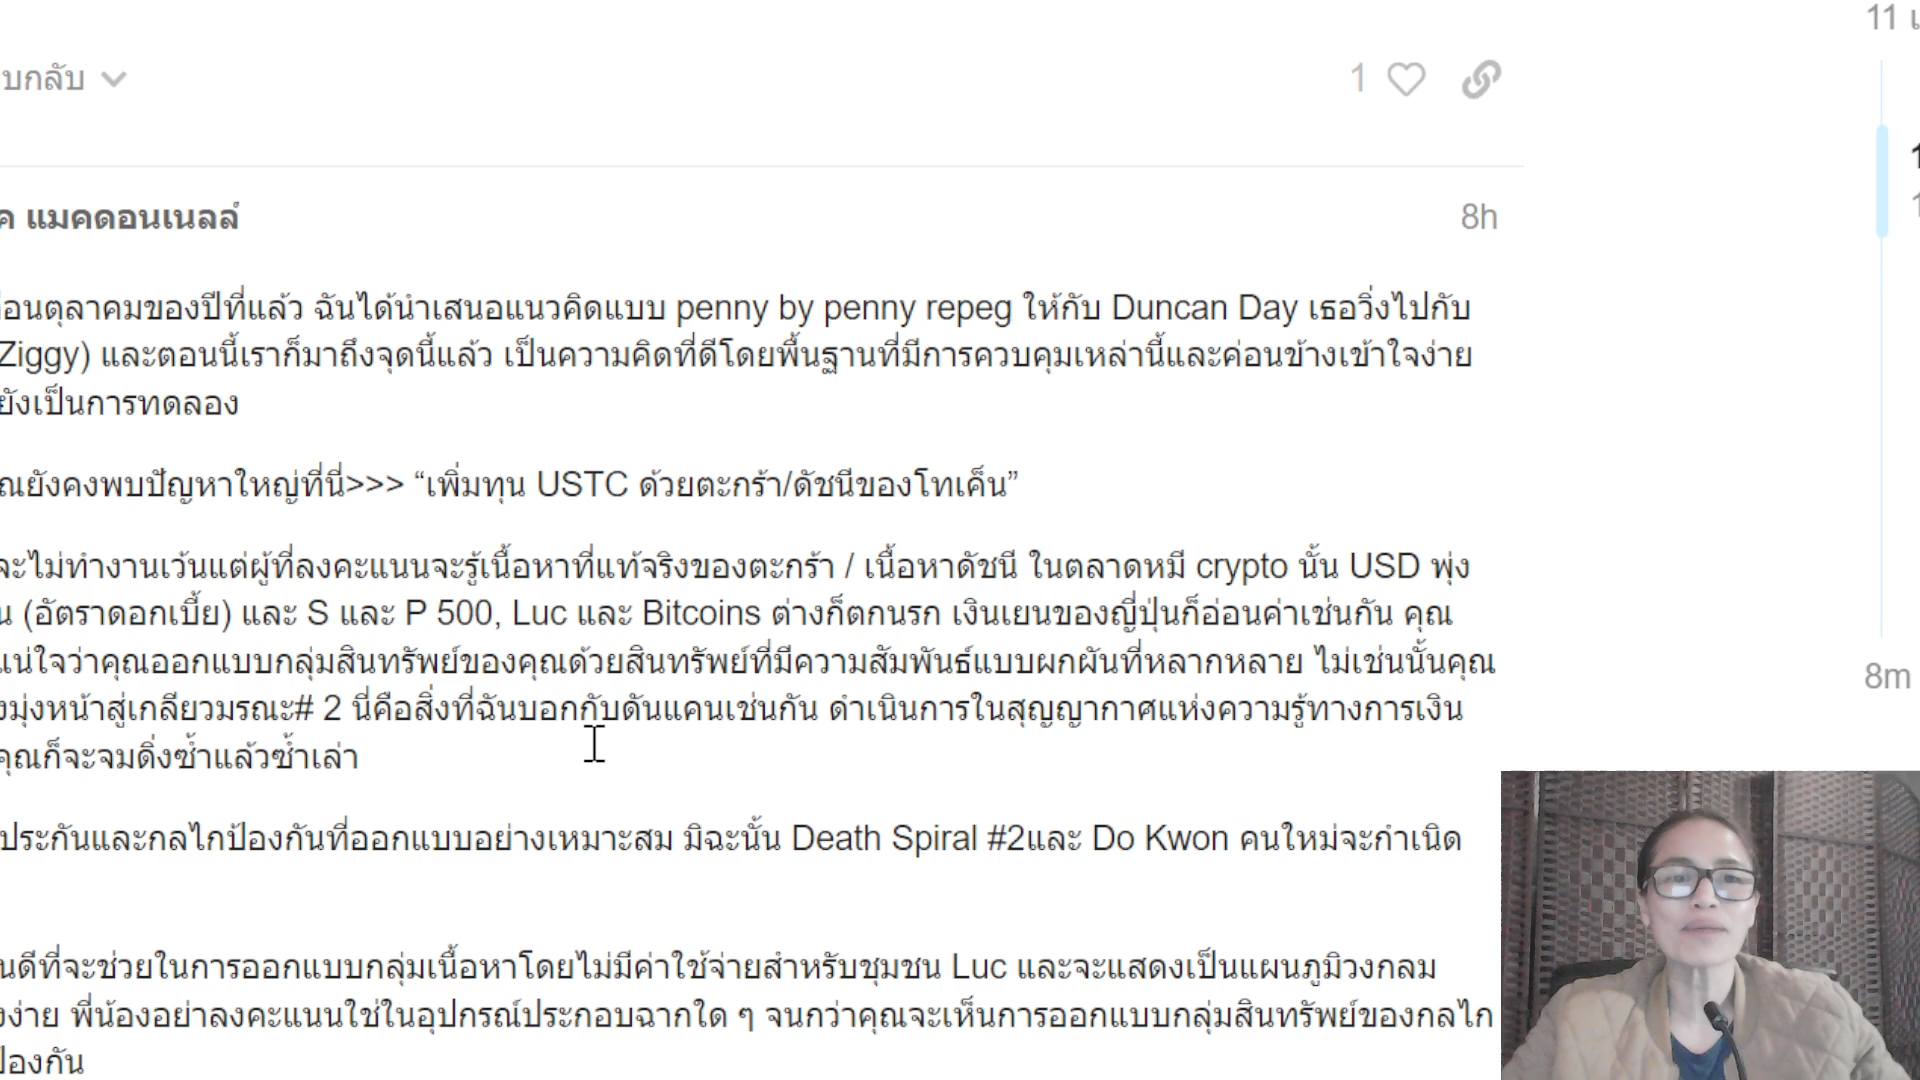 11
บกลับ
1
แมคดอนเนลล์
8h
ตุลาคมของปีที่แล้ว ฉันได้นำเสนอแนวคิดแบบ penny by penny repeg ให้กับ Duncan Day เธอวิ่งไปกับ
Ziggy) และตอนนี้เราก็มาถึงจุดนี้แล้ว เป็นความคิดที่ดีโดยพื้นฐานที่มีการควบคุมเหล่านี้และค่อนข้างเข้าใจง่าย
ยังเป็นการทดลอง
ณยังคงพบปัญหาใหญ่ที่นี่>>> “เพิ่มทุน USTC ด้วยตะกร้า/ดัชนีของโทเค็น”
จะไม่ทำงานเว้นแต่ผู้ที่ลงคะแนนจะรู้เนื้อหาที่แท้จริงของตะกร้า / เนื้อหาดัชนี ในตลาดหมี crypto นั้น USD พุ่ง
น (อัตราดอกเบี้ย) และ S และ P 500, Luc และ Bitcoins ต่างก็ตกนรก เงินเยนของญี่ปุ่นก็อ่อนค่าเช่นกัน คุณ
แน่ใจว่าคุณออกแบบกลุ่มสินทรัพย์ของคุณด้วยสินทรัพย์ที่มีความสัมพันธ์แบบผกผันที่หลากหลาย ไม่เช่นนั้นคุณ
มุ่งหน้าสู่เกลียวมรณะ# 2 นี่คือสิ่งที่ฉันบอกกับดันแคนเช่นกัน ดำเนินการในสุญญากาศแห่งความรู้ทางการเงิน
คุณก็จะจมดิ่งซ้ำแล้วซ้ำเล่า
ประกันและกลไกป้องกันที่ออกแบบอย่างเหมาะสม มิฉะนั้น Death Spiral #2และ Do Kwon คนใหม่จะกำเนิด
นดีที่จะช่วยในการออกแบบกลุ่มเนื้อหาโดยไม่มีค่าใช้จ่ายสำหรับชุมชน Luc และจะแสดงเป็นแผนภูมิวงกลม
ง่าย พี่น้องอย่าลงคะแนนใช่ในอุปกรณ์ประกอบฉากใด ๆ จนกว่าคุณจะเห็นการออกแบบกลุ่มสินทรัพย์ของกลไก
ป้องกัน
8m